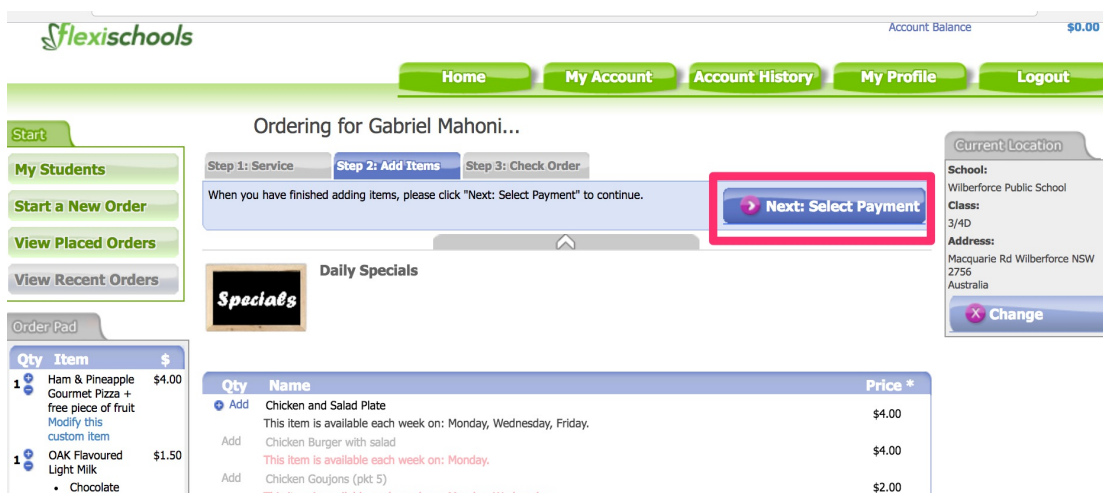 flexischools
Account Balance $0.00
Home My Account Account History My Profile Logout
Start
My Students
Start a New Order
View Placed Orders
View Recent Orders
Order Pad
Qty Item $
1 Ham & Pineapple $4.00
Gourmet Pizza +
free piece of fruit
Modify this
custom item
1 OAK Flavoured $1.50
Light Milk
• Chocolate
Ordering for Gabriel Mahoni...
Step 1: Service Step 2: Add Items Step 3: Check Order
When you have finished adding items, please click "Next: Select Payment" to continue.
Next: Select Payment
Specials
Daily Specials
Qty Name Price *
Add Chicken and Salad Plate $4.00
This item is available each week on: Monday, Wednesday, Friday.
Add Chicken Burger with salad $4.00
This item is available each week on: Monday.
Add Chicken Goujons (pkt 5) $2.00
Current Location
School:
Wilberforce Public School
Class:
3/4D
Address:
Macquarie Rd Wilberforce NSW
2756
Australia
Change